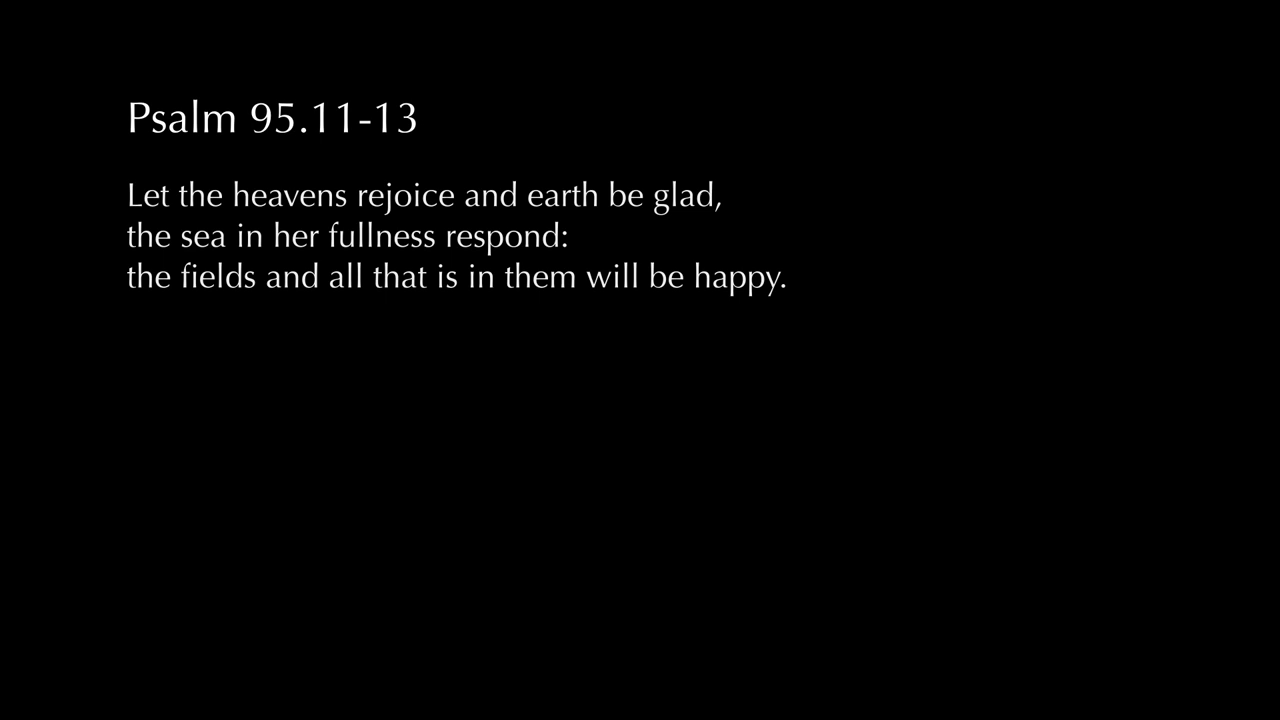 Psalm 95.11-13
Let the heavens rejoice and earth be glad,
the sea in her fullness respond:
the fields and all that is in them will be happy.